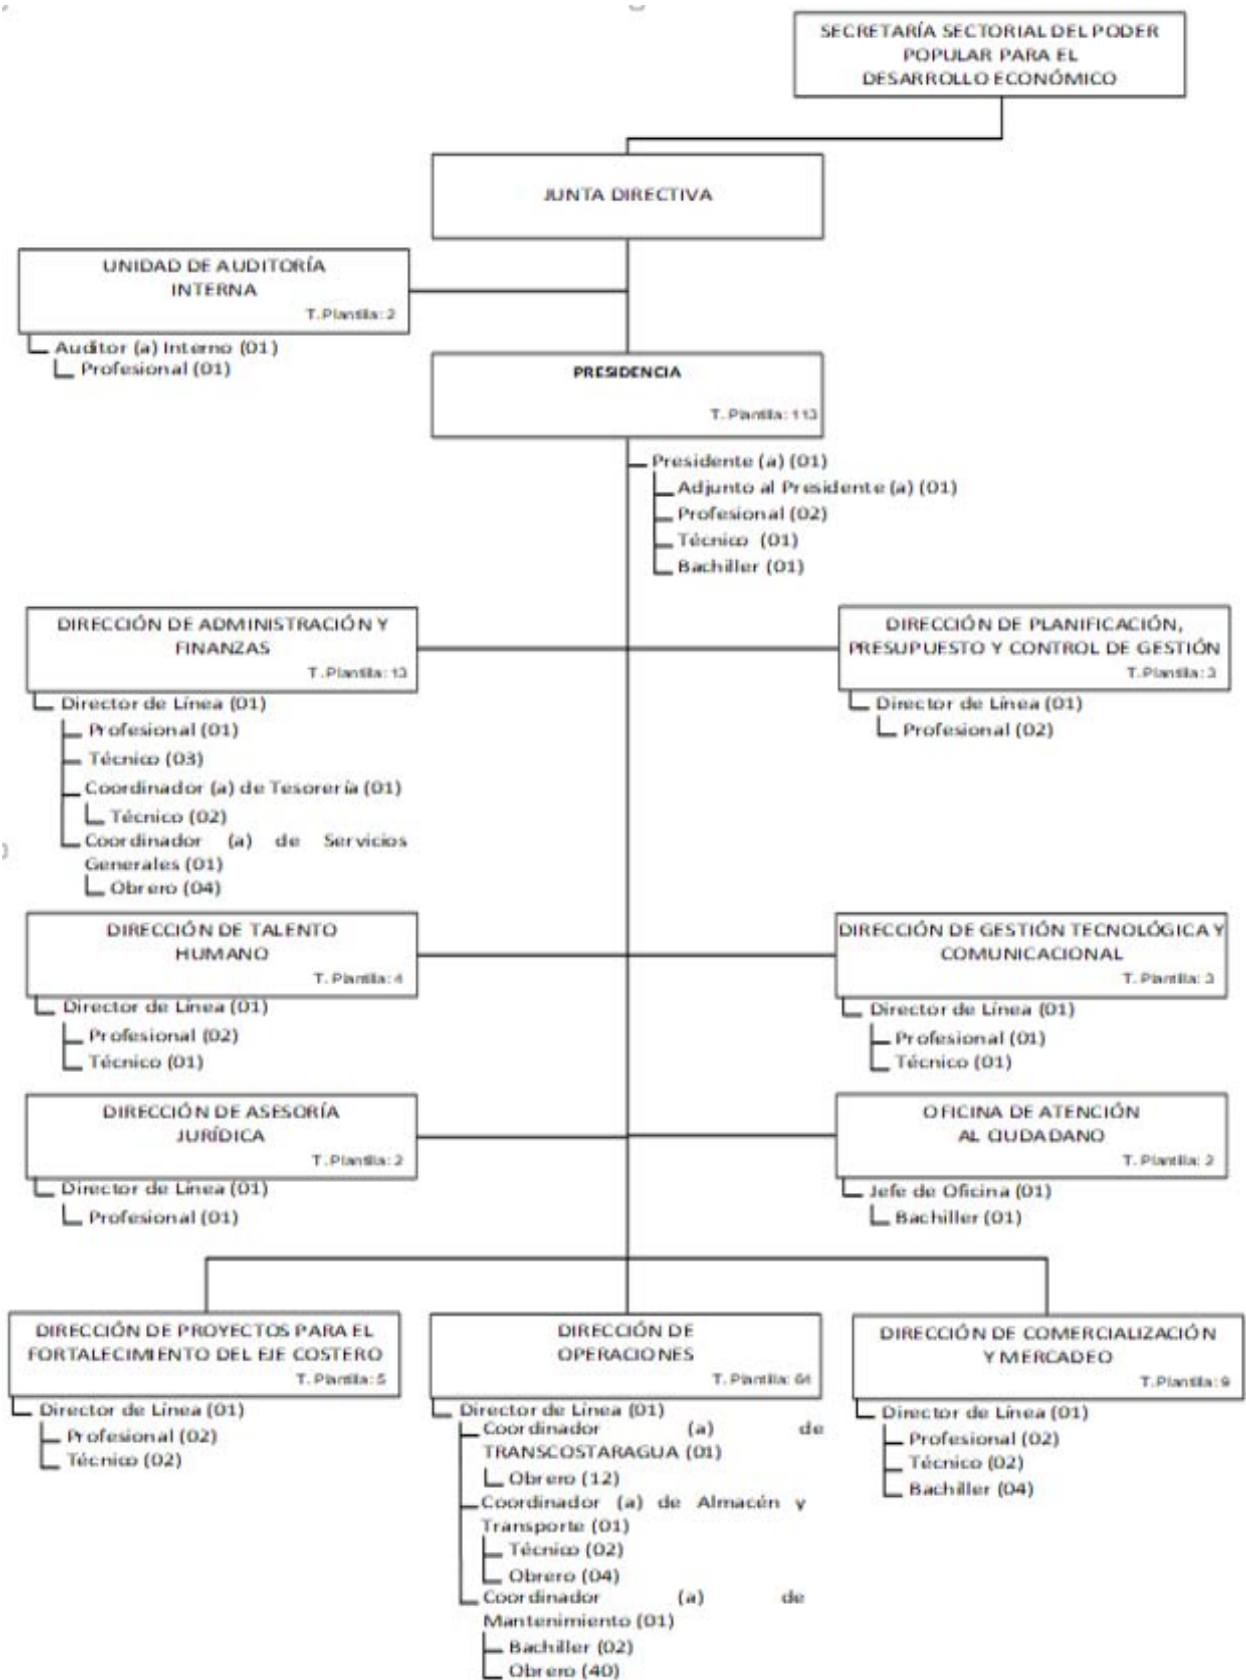 SECRETARÍA SECTORIAL DEL PODER
POPULAR PARA EL
DESARROLLO ECONÓMICO
JUNTA DIRECTIVA
UNIDAD DE AUDITORÍA
INTERNA
T.Plantilla: 2
Auditor (a) Interno (01)
Profesional (01)
PRESIDENCIA
T. Plantilla: 113
Presidente (a) (01)
Adjunto al Presidente (a) (01)
Profesional (02)
Técnico (01)
Bachiller (01)
DIRECCIÓN DE ADMINISTRACIÓN Y
FINANZAS
T.Plantilla: 13
Director de Línea (01)
Profesional (01)
Técnico (03)
Coordinador (a) de Tesorería (01)
Técnico (02)
Coordinador (a) de Servicios
Generales (01)
Obrero (04)
DIRECCIÓN DE PLANIFICACIÓN,
PRESUPUESTO Y CONTROL DE GESTIÓN
T.Plantilla: 3
Director de Línea (01)
Profesional (02)
DIRECCIÓN DE TALENTO
HUMANO
T. Plantilla: 4
Director de Línea (01)
Profesional (02)
Técnico (01)
DIRECCIÓN DE GESTIÓN TECNOLÓGICA Y
COMUNICACIONAL
T. Plantilla: 3
Director de Línea (01)
Profesional (01)
Técnico (01)
DIRECCIÓN DE ASESORÍA
JURÍDICA
T.Plantilla: 2
Director de Línea (01)
Profesional (01)
OFICINA DE ATENCIÓN
AL CIUDADANO
T. Plantilla: 2
Jefe de Oficina (01)
Bachiller (01)
DIRECCIÓN DE PROYECTOS PARA EL
FORTALECIMIENTO DEL EJE COSTERO
T. Plantilla: 5
Director de Línea (01)
Profesional (02)
Técnico (02)
DIRECCIÓN DE
OPERACIONES
T. Plantilla: 64
Director de Línea (01)
Coordinador (a) de
TRANSCOSTARAGUA (01)
Obrero (12)
Coordinador (a) de Almacén y
Transporte (01)
Técnico (02)
Obrero (04)
Coordinador (a) de
Mantenimiento (01)
Bachiller (02)
Obrero (40)
DIRECCIÓN DE COMERCIALIZACIÓN
Y MERCADEO
T.Plantilla: 9
Director de Línea (01)
Profesional (02)
Técnico (02)
Bachiller (04)